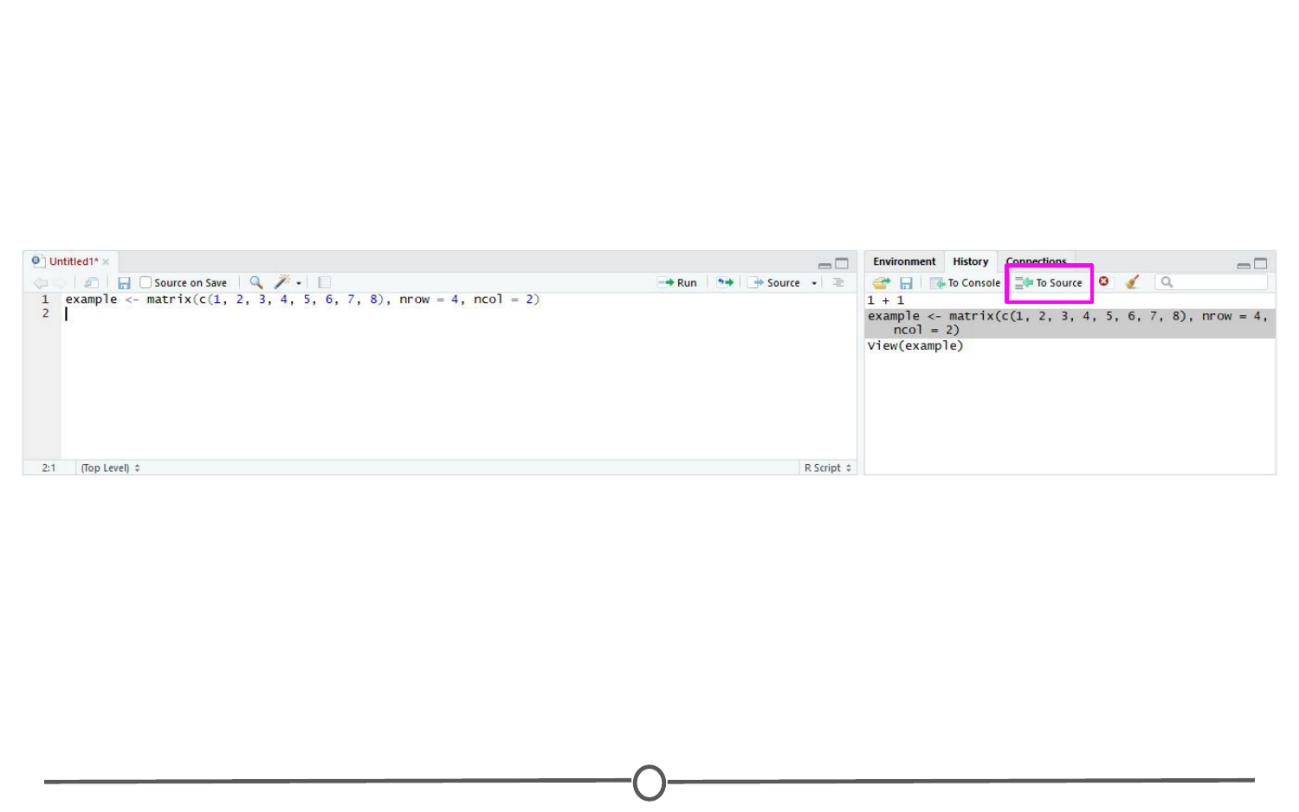 Untitled1*
Source on Save
Run
Source
1 example <- matrix(c(1, 2, 3, 4, 5, 6, 7, 8), nrow = 4, ncol = 2)
2
2:1 (Top Level)
R Script
Environment History Connections
To Console To Source
1 + 1
example <- matrix(c(1, 2, 3, 4, 5, 6, 7, 8), nrow = 4,
ncol = 2)
View(example)